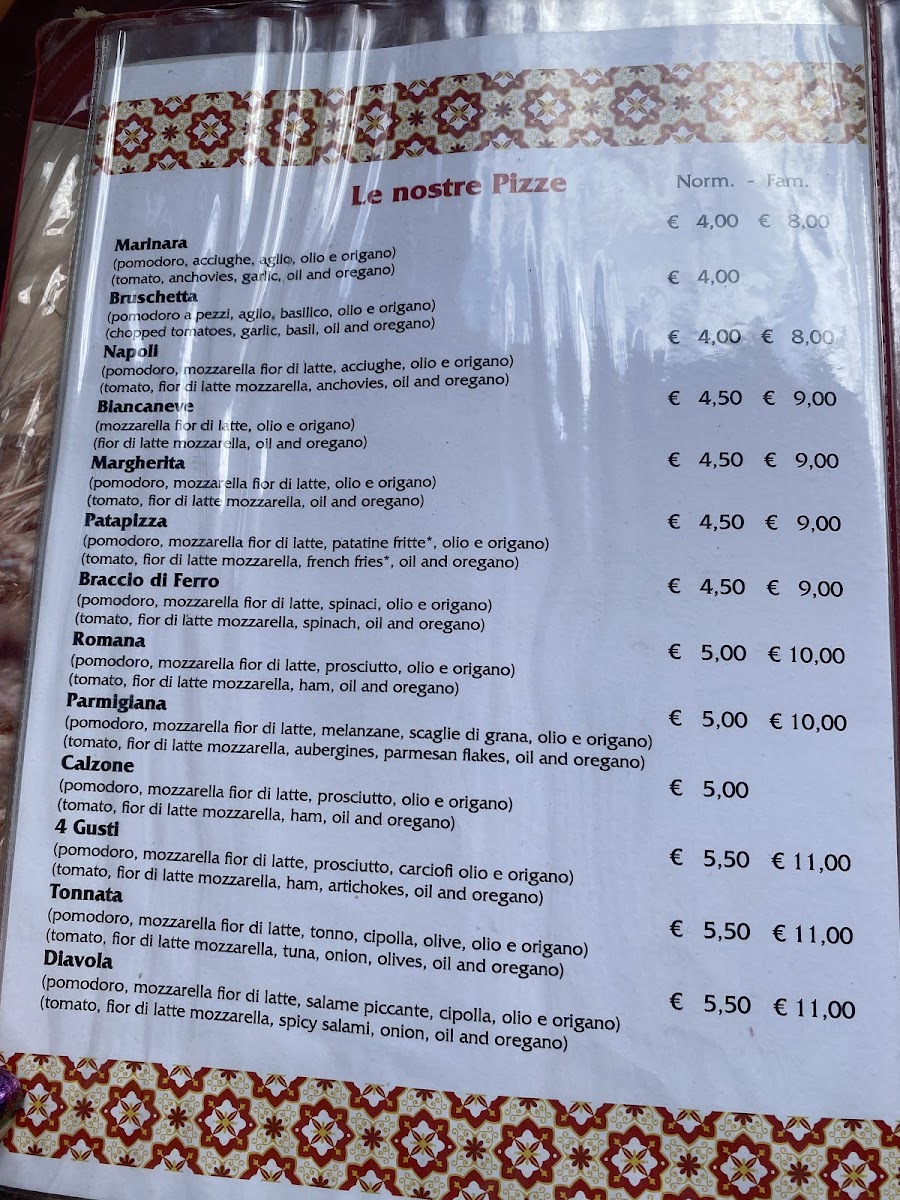 Le nostre Pizze
Norm. - Fam.
Marinara € 4,00 € 8,00
(pomodoro, acciughe, aglio, olio e origano)
(tomato, anchovies, garlic, oil and oregano)
Bruschetta € 4,00
(pomodoro a pezzi, aglio, basilico, olio e origano)
(chopped tomatoes, garlic, basil, oil and oregano)
Napoli € 4,00 € 8,00
(pomodoro, mozzarella fior di latte, acciughe, olio e origano)
(tomato, fior di latte mozzarella, anchovies, oil and oregano)
Biancaneve € 4,50 € 9,00
(mozzarella fior di latte, olio e origano)
(fior di latte mozzarella, oil and oregano)
Margherita € 4,50 € 9,00
(pomodoro, mozzarella fior di latte, olio e origano)
(tomato, fior di latte mozzarella, oil and oregano)
Patapizza € 4,50 € 9,00
(pomodoro, mozzarella fior di latte, patatine fritte*, olio e origano)
(tomato, fior di latte mozzarella, french fries*, oil and oregano)
Braccio di Ferro € 4,50 € 9,00
(pomodoro, mozzarella fior di latte, spinaci, olio e origano)
(tomato, fior di latte mozzarella, spinach, oil and oregano)
Romana € 5,00 € 10,00
(pomodoro, mozzarella fior di latte, prosciutto, olio e origano)
(tomato, fior di latte mozzarella, ham, oil and oregano)
Parmigiana € 5,00 € 10,00
(pomodoro, mozzarella fior di latte, melanzane, scaglie di grana, olio e origano)
(tomato, fior di latte mozzarella, aubergines, parmesan flakes, oil and oregano)
Calzone € 5,00
(pomodoro, mozzarella fior di latte, prosciutto, olio e origano)
(tomato, fior di latte mozzarella, ham, oil and oregano)
4 Gusti € 5,50 € 11,00
(pomodoro, mozzarella fior di latte, prosciutto, carciofi olio e origano)
(tomato, fior di latte mozzarella, ham, artichokes, oil and oregano)
Tonnata € 5,50 € 11,00
(pomodoro, mozzarella fior di latte, tonno, cipolla, olive, olio e origano)
(tomato, fior di latte mozzarella, tuna, onion, olives, oil and oregano)
Diavola € 5,50 € 11,00
(pomodoro, mozzarella fior di latte, salame piccante, cipolla, olio e origano)
(tomato, fior di latte mozzarella, spicy salami, onion, oil and oregano)